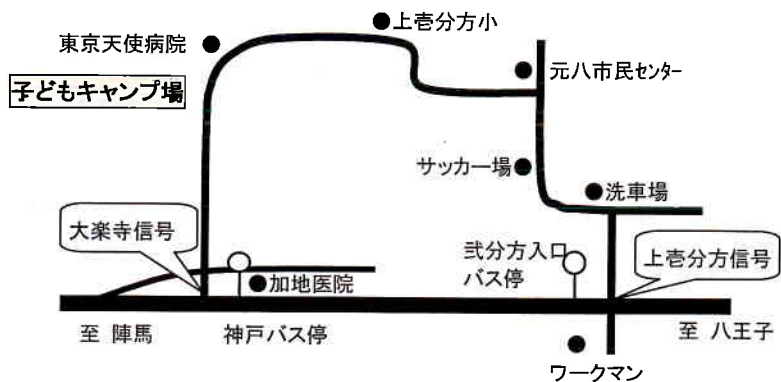 上壱分方小
東京天使病院
元八市民センター
子どもキャンプ場
サッカー場
洗車場
大楽寺信号
弐分方入口
バス停
上壱分方信号
加地医院
至 陣馬
神戸バス停
至 八王子
ワークマン